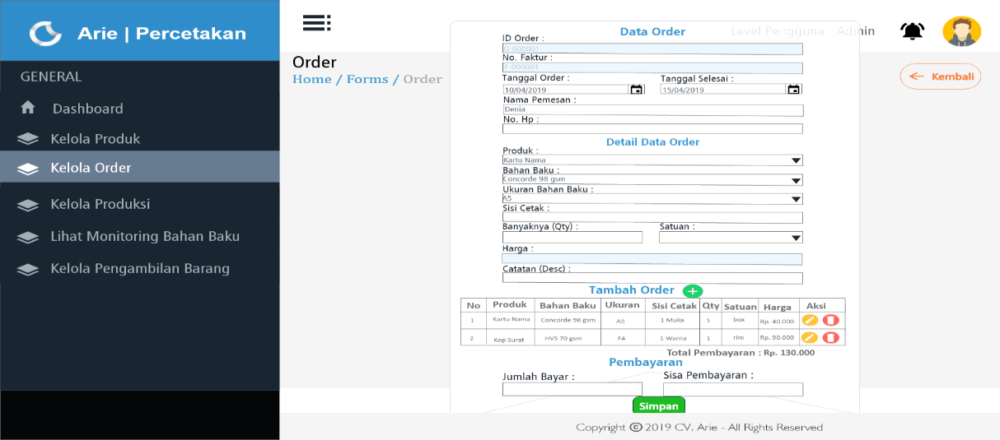 Arie | Percetakan
GENERAL
Dashboard
Kelola Produk
Kelola Order
Kelola Produksi
Lihat Monitoring Bahan Baku
Kelola Pengambilan Barang
Level Pengguna : Admin
Order
Home / Forms / Order
Kembali
Data Order
ID Order :
O-000001
No. Faktur :
F-000001
Tanggal Order : Tanggal Selesai :
10/04/2019 15/04/2019
Nama Pemesan :
Denia
No. Hp :
Detail Data Order
Produk :
Kartu Nama
Bahan Baku :
Concorde 98 gsm
Ukuran Bahan Baku :
A5
Sisi Cetak :
Banyaknya (Qty) : Satuan :
Harga :
Catatan (Desc) :
Tambah Order
No Produk Bahan Baku Ukuran Sisi Cetak Qty Satuan Harga Aksi
1 Kartu Nama Concorde 98 gsm A5 1 Muka 1 box Rp. 40.000
2 Kop Surat HVS 70 gsm F4 1 Warna 1 rim Rp. 90.000
Total Pembayaran : Rp. 130.000
Pembayaran
Jumlah Bayar : Sisa Pembayaran :
Simpan
Copyright © 2019 CV. Arie - All Rights Reserved